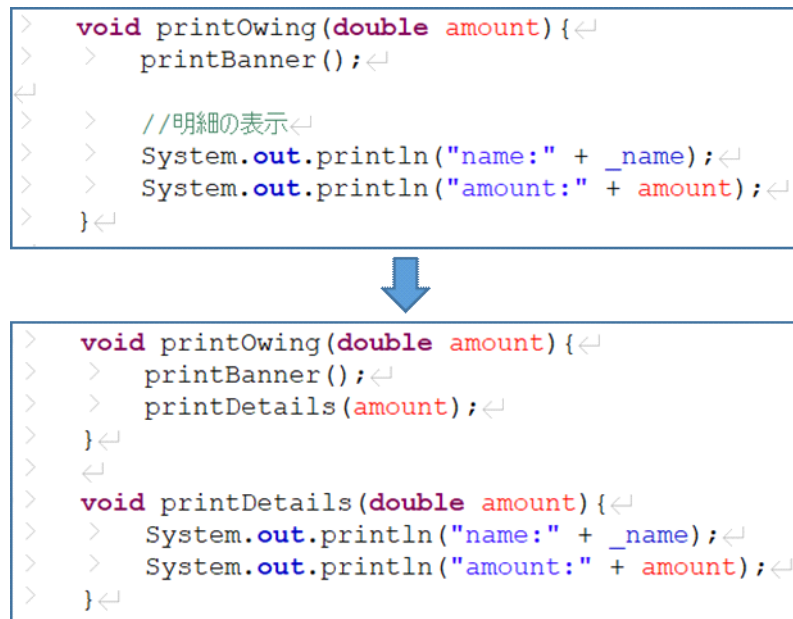 void printOwing(double amount){
printBanner();
//明細の表示
System.out.println("name:" + _name);
System.out.println("amount:" + amount);
}
void printOwing(double amount){
printBanner();
printDetails(amount);
}
void printDetails(double amount){
System.out.println("name:" + _name);
System.out.println("amount:" + amount);
}